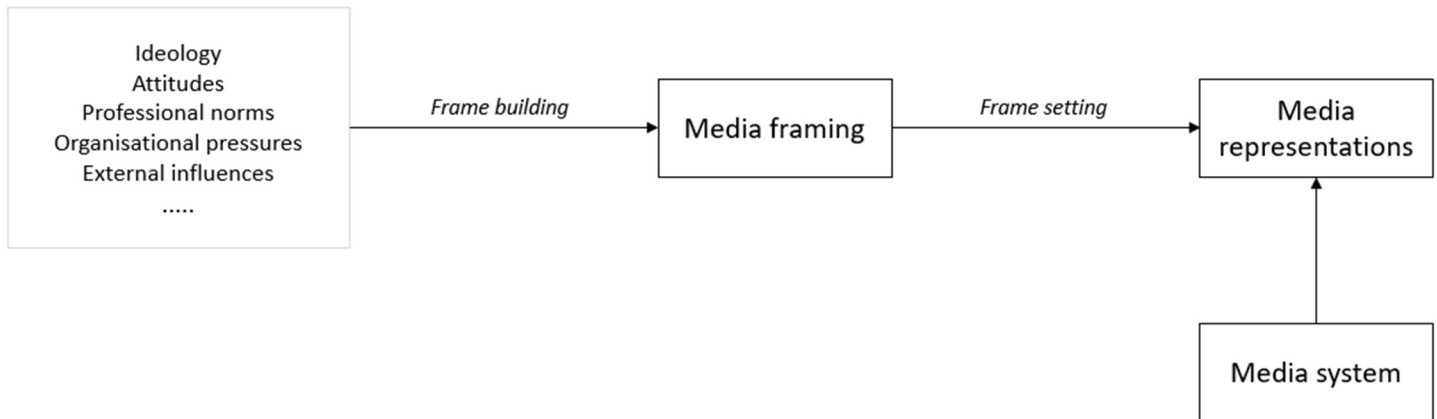 Ideology
Attitudes
Professional norms
Organisational pressures
External influences
.....
Frame building
Media framing
Frame setting
Media
representations
Media system